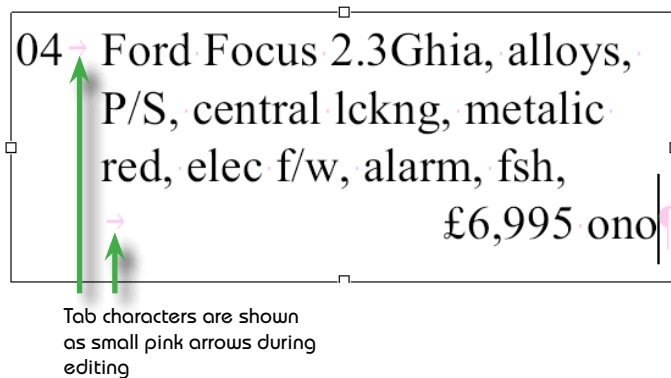 04 → Ford Focus 2.3Ghia, alloys,
P/S, central lckng, metalic
red, elec f/w, alarm, fsh,
→ £6,995 ono
Tab characters are shown
as small pink arrows during
editing